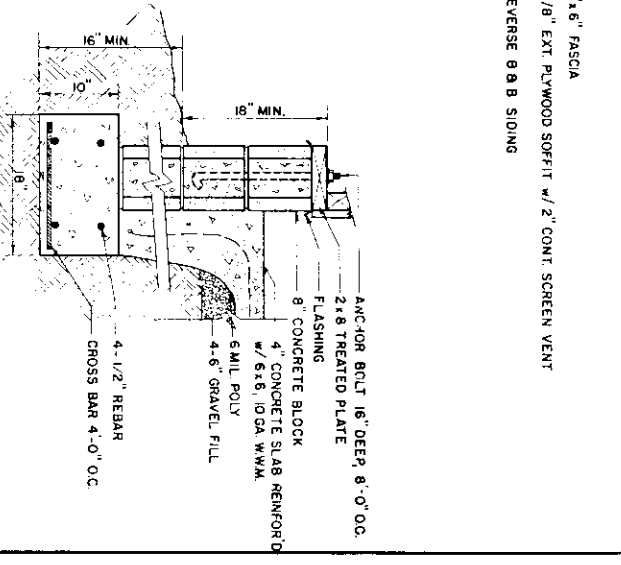 "x6" FASCIA
/8" EXT. PLYWOOD SOFFIT w/ 2" CONT. SCREEN VENT
EVERSE B&B SIDING
16" MIN.
10"
18" MIN.
18"
ANCHOR BOLT 16" DEEP, 8'-0" O.C.
2x8 TREATED PLATE
FLASHING
8" CONCRETE BLOCK
4" CONCRETE SLAB REINFOR'D
w/ 6x6, 10 GA. W.W.M.
6 MIL. POLY
4-6" GRAVEL FILL
4-1/2" REBAR
CROSS BAR 4'-0" O.C.